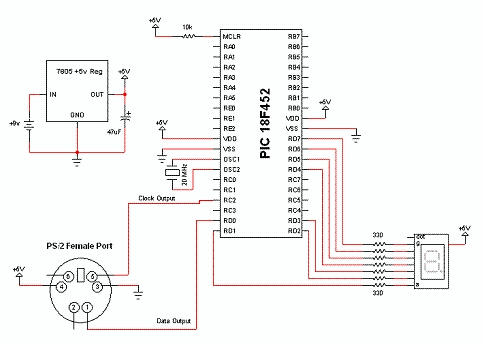 7805 +5v Reg
IN
OUT
GND
+9v
+5V
47uF
+5V
10k
PIC 18F452
MCLR
RA0
RA1
RA2
RA3
RA4
RA5
RE0
RE1
RE2
VDD
VSS
OSC1
OSC2
RC0
RC1
RC2
RC3
RD0
RD1
RB7
RB6
RB5
RB4
RB3
RB2
RB1
RB0
VDD
VSS
RD7
RD6
RD5
RD4
RC7
RC6
RC5
RC4
RD3
RD2
+5V
+5V
20 MHz
Clock Output
PS/2 Female Port
+5V
6
5
4
3
2
1
Data Output
330
330
dot
g
a
+5V